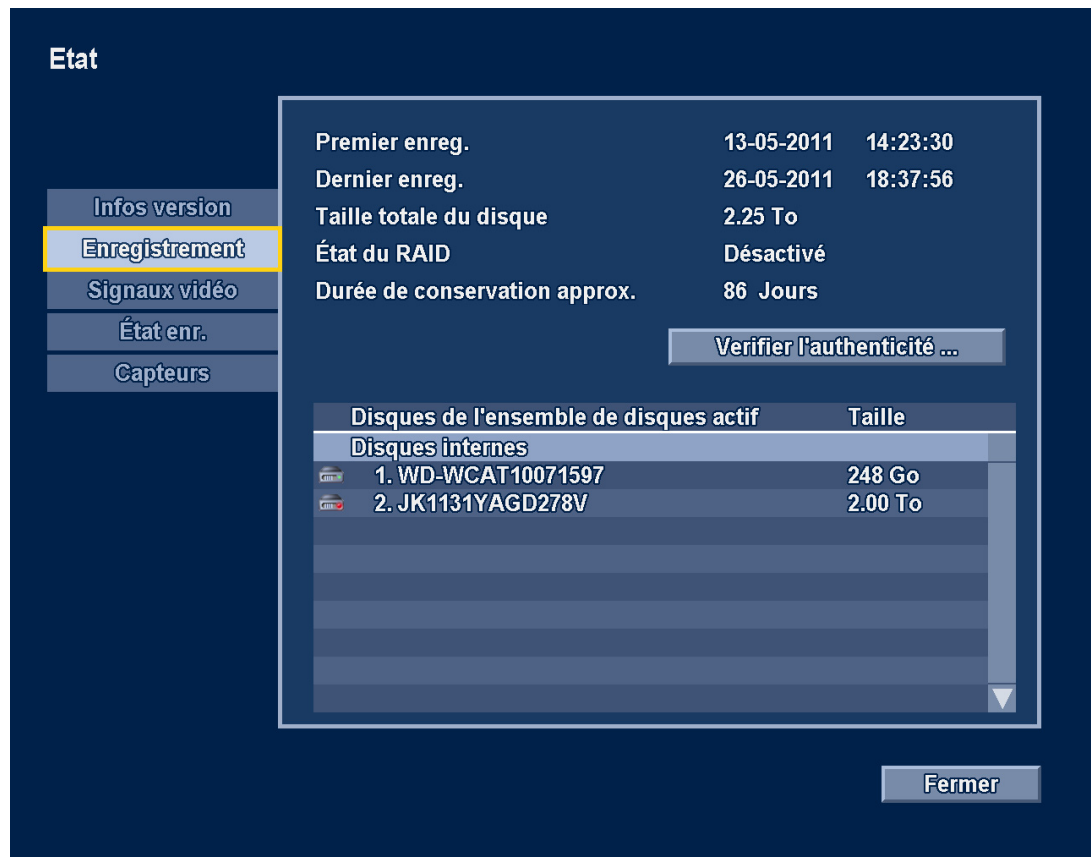 Etat
Premier enreg. 13-05-2011 14:23:30
Dernier enreg. 26-05-2011 18:37:56
Infos version
Taille totale du disque 2.25 To
Enregistrement
État du RAID Désactivé
Signaux vidéo
Durée de conservation approx. 86 Jours
État enr.
Verifier l'authenticité ...
Capteurs
Disques de l'ensemble de disques actif Taille
Disques internes
1. WD-WCAT10071597 248 Go
2. JK1131YAGD278V 2.00 To
Fermer